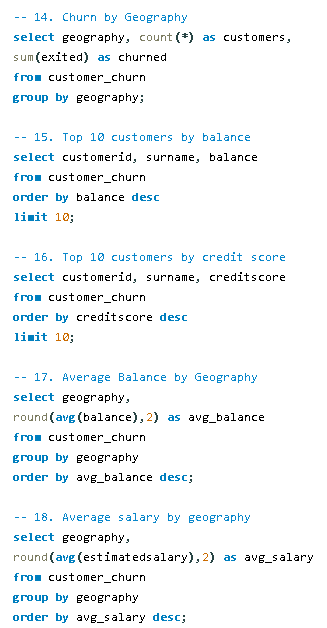 -- 14. Churn by Geography
select geography, count(*) as customers,
sum(exited) as churned
from customer_churn
group by geography;
-- 15. Top 10 customers by balance
select customerid, surname, balance
from customer_churn
order by balance desc
limit 10;
-- 16. Top 10 customers by credit score
select customerid, surname, creditscore
from customer_churn
order by creditscore desc
limit 10;
-- 17. Average Balance by Geography
select geography,
round(avg(balance),2) as avg_balance
from customer_churn
group by geography
order by avg_balance desc;
-- 18. Average salary by geography
select geography,
round(avg(estimatedsalary),2) as avg_salary
from customer_churn
group by geography
order by avg_salary desc;